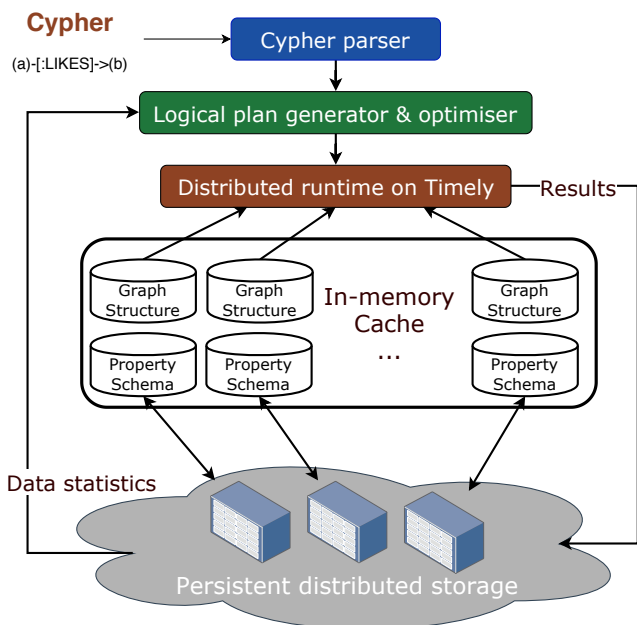 Cypher
(a)-[:LIKES]->(b)
Cypher parser
Logical plan generator & optimiser
Distributed runtime on Timely
Results
Graph
Structure
Graph
Structure
In-memory
Cache
...
Graph
Structure
Property
Schema
Property
Schema
Property
Schema
Data statistics
Persistent distributed storage